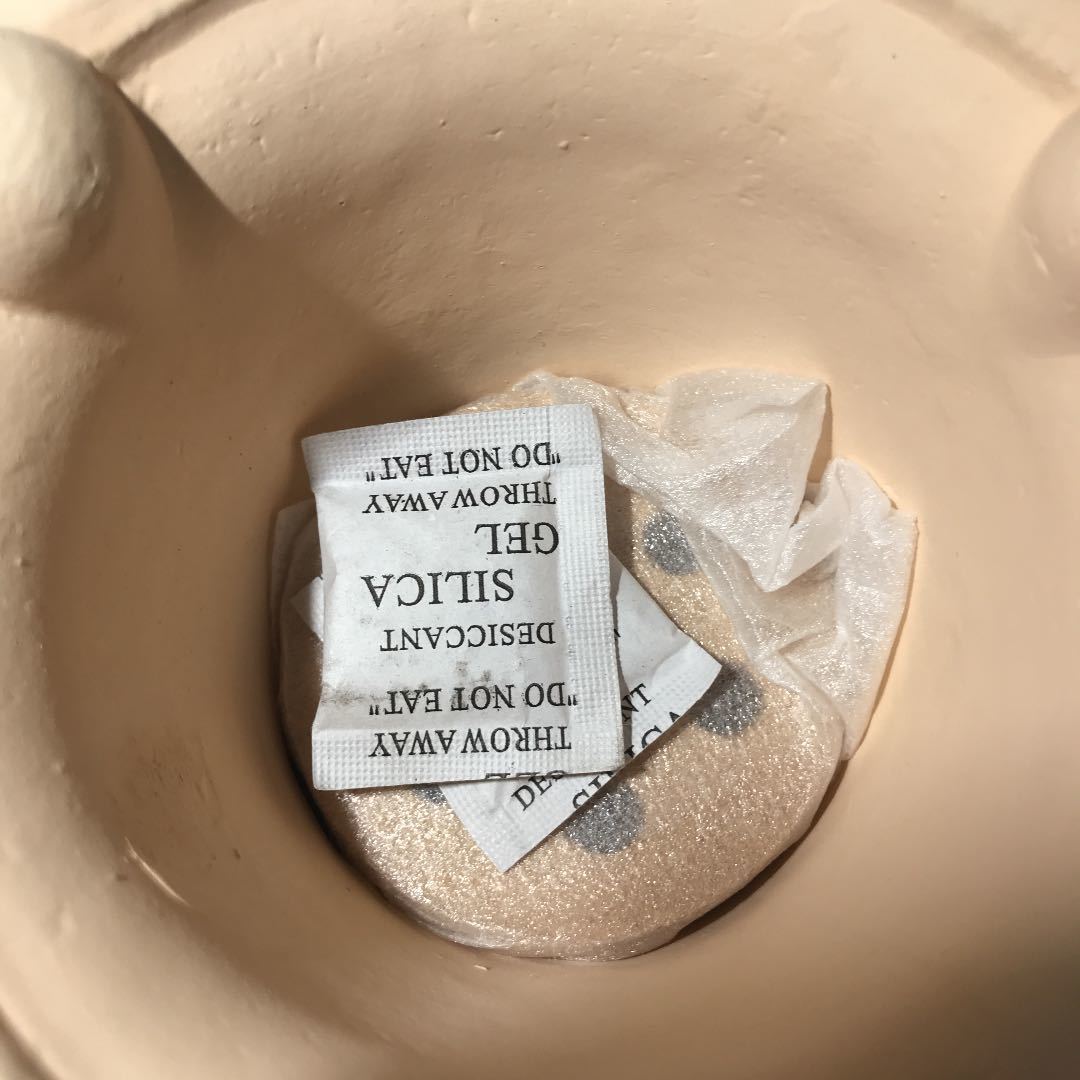 THROW AWAY
"DO NOT EAT"
DESICCANT
SILICA
GEL
THROW AWAY
"DO NOT EAT"